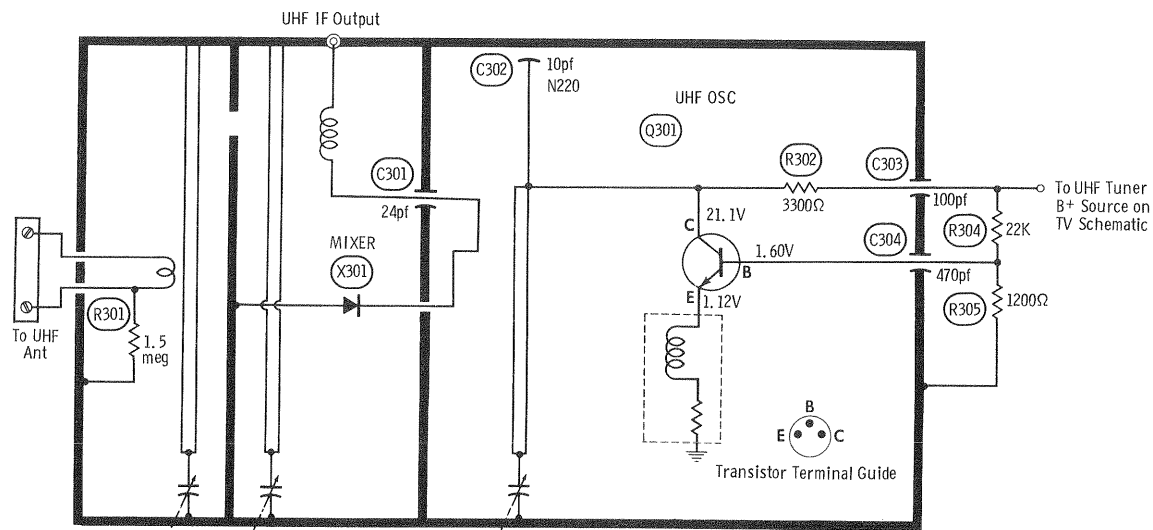 UHF IF Output
C302
10pf
N220
UHF OSC
Q301
R302
3300Ω
C303
100pf
To UHF Tuner
B+ Source on
TV Schematic
C301
24pf
21.1V
C
1.60V
B
E
1.12V
C304
470pf
R304
22K
R305
1200Ω
MIXER
X301
To UHF
Ant
R301
1.5
meg
B
E
C
Transistor Terminal Guide